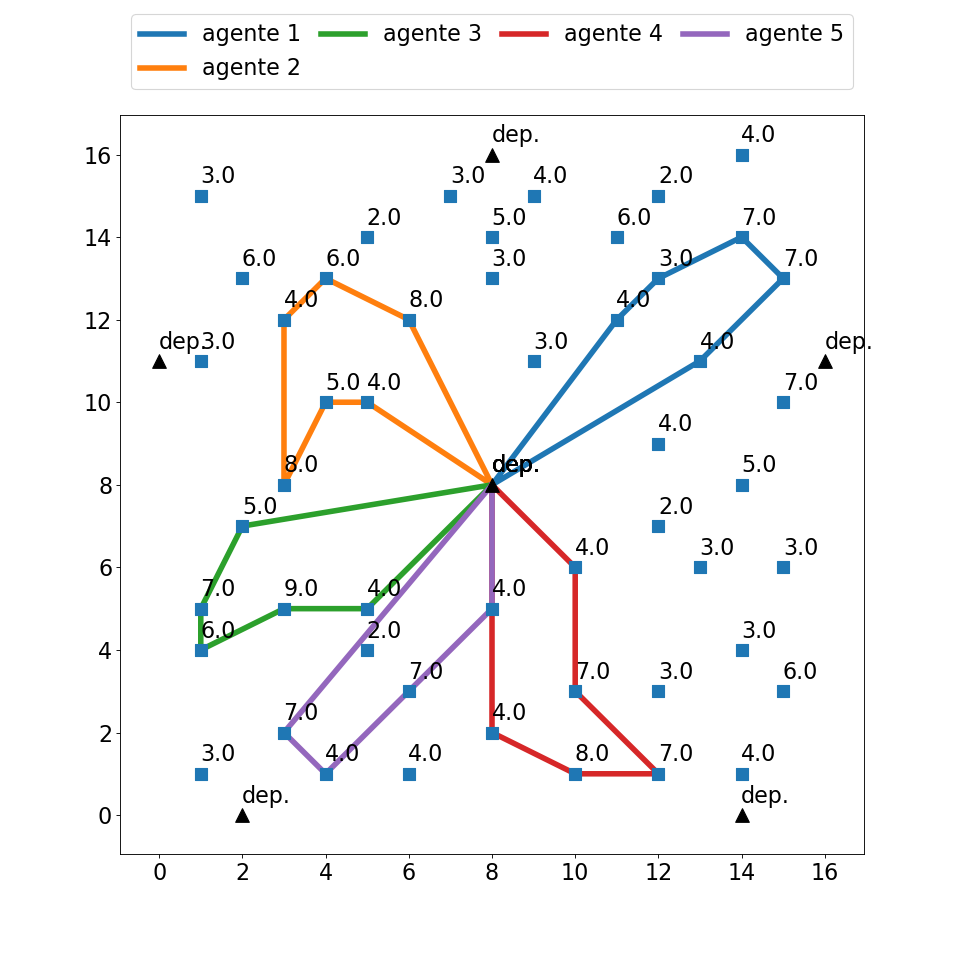 agente 1 agente 3 agente 4 agente 5
agente 2
dep. 4.0
16
3.0 3.0 4.0 2.0
2.0 5.0 6.0 7.0
14
6.0 6.0 3.0 3.0 7.0
4.0 8.0 4.0
12
dep. 3.0 3.0 4.0 dep.
5.0 4.0 7.0
10
4.0
8.0 dep. 5.0
8
5.0 2.0
4.0 3.0 3.0
6
7.0 9.0 4.0 4.0
6.0 2.0 3.0
4
7.0 7.0 3.0 6.0
7.0 4.0
2
3.0 4.0 4.0 8.0 7.0 4.0
dep. dep.
0
0 2 4 6 8 10 12 14 16